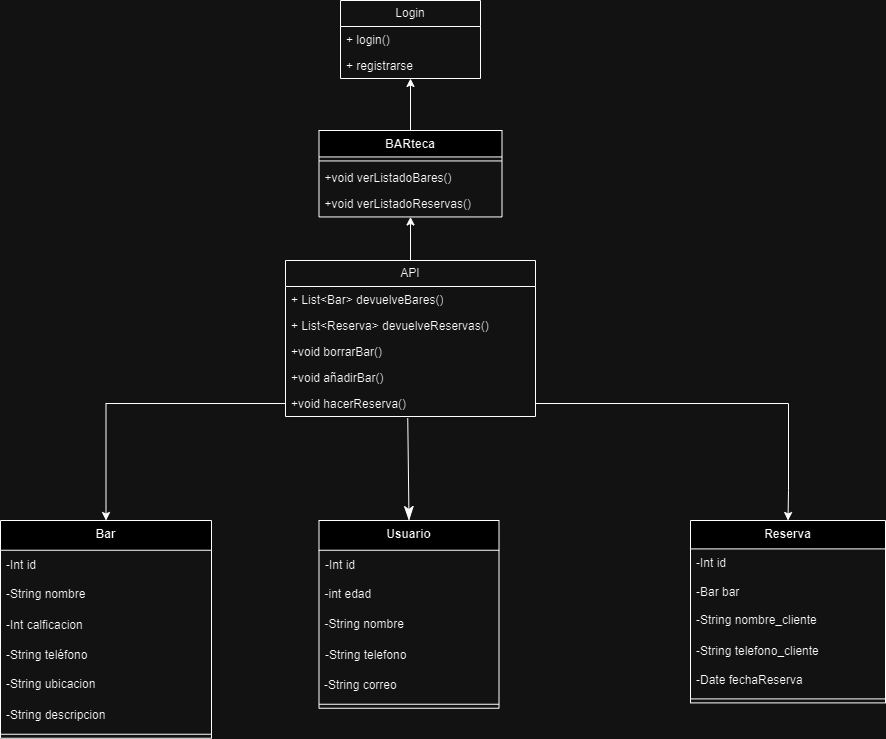 Login
+ login()
+ registrarse
BARteca
+void verListadoBares()
+void verListadoReservas()
API
+ List<Bar> devuelveBares()
+ List<Reserva> devuelveReservas()
+void borrarBar()
+void añadirBar()
+void hacerReserva()
Bar
-Int id
-String nombre
-Int calficacion
-String teléfono
-String ubicacion
-String descripcion
Usuario
-Int id
-int edad
-String nombre
-String telefono
-String correo
Reserva
-Int id
-Bar bar
-String nombre_cliente
-String telefono_cliente
-Date fechaReserva